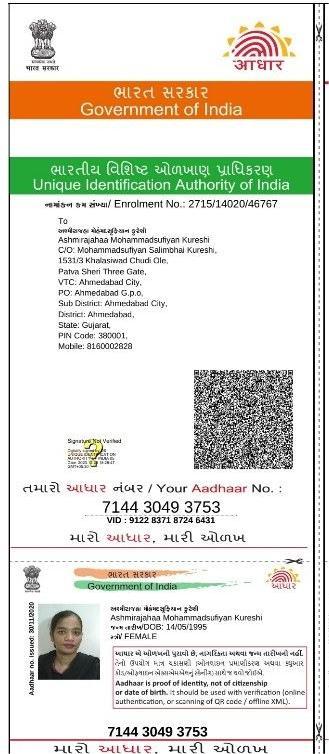 भारत सरकार
આધાર
ભારત સરકાર
Government of India
ભારતીય વિશિષ્ટ ઓળખાણ પ્રાધિકરણ
Unique Identification Authority of India
નામાંકન ક્રમ સંખ્યા/ Enrolment No.: 2715/14020/46767
To
Ashmirajahaa Mohammadsufiyan Kureshi
C/O: Mohammadsufiyan Salimbhai Kureshi,
1531/3 Khalasiwad Chudi Ole,
Patva Sheri Three Gate,
VTC: Ahmedabad City,
PO: Ahmedabad G.p.o,
Sub District: Ahmedabad City,
District: Ahmedabad,
State: Gujarat,
PIN Code: 380001,
Mobile: 8160002828
Signature Not Verified
તમારો આધાર નંબર / Your Aadhaar No. :
7144 3049 3753
VID : 9122 8371 8724 6431
મારો આધાર, મારી ઓળખ
ભારત સરકાર
Government of India
Aadhaar no. issued: 30/11/2020
Ashmirajahaa Mohammadsufiyan Kureshi
જન્મ તારીખ/DOB: 14/05/1995
સ્ત્રી/ FEMALE
આધાર એ ઓળખનો પુરાવો છે, નાગરિકતા અથવા જન્મ તારીખનો નહીં.
Aadhaar is proof of identity, not of citizenship
or date of birth. It should be used with verification (online
authentication, or scanning of QR code / offline XML).
7144 3049 3753
મારો આધાર, મારી ઓળખ